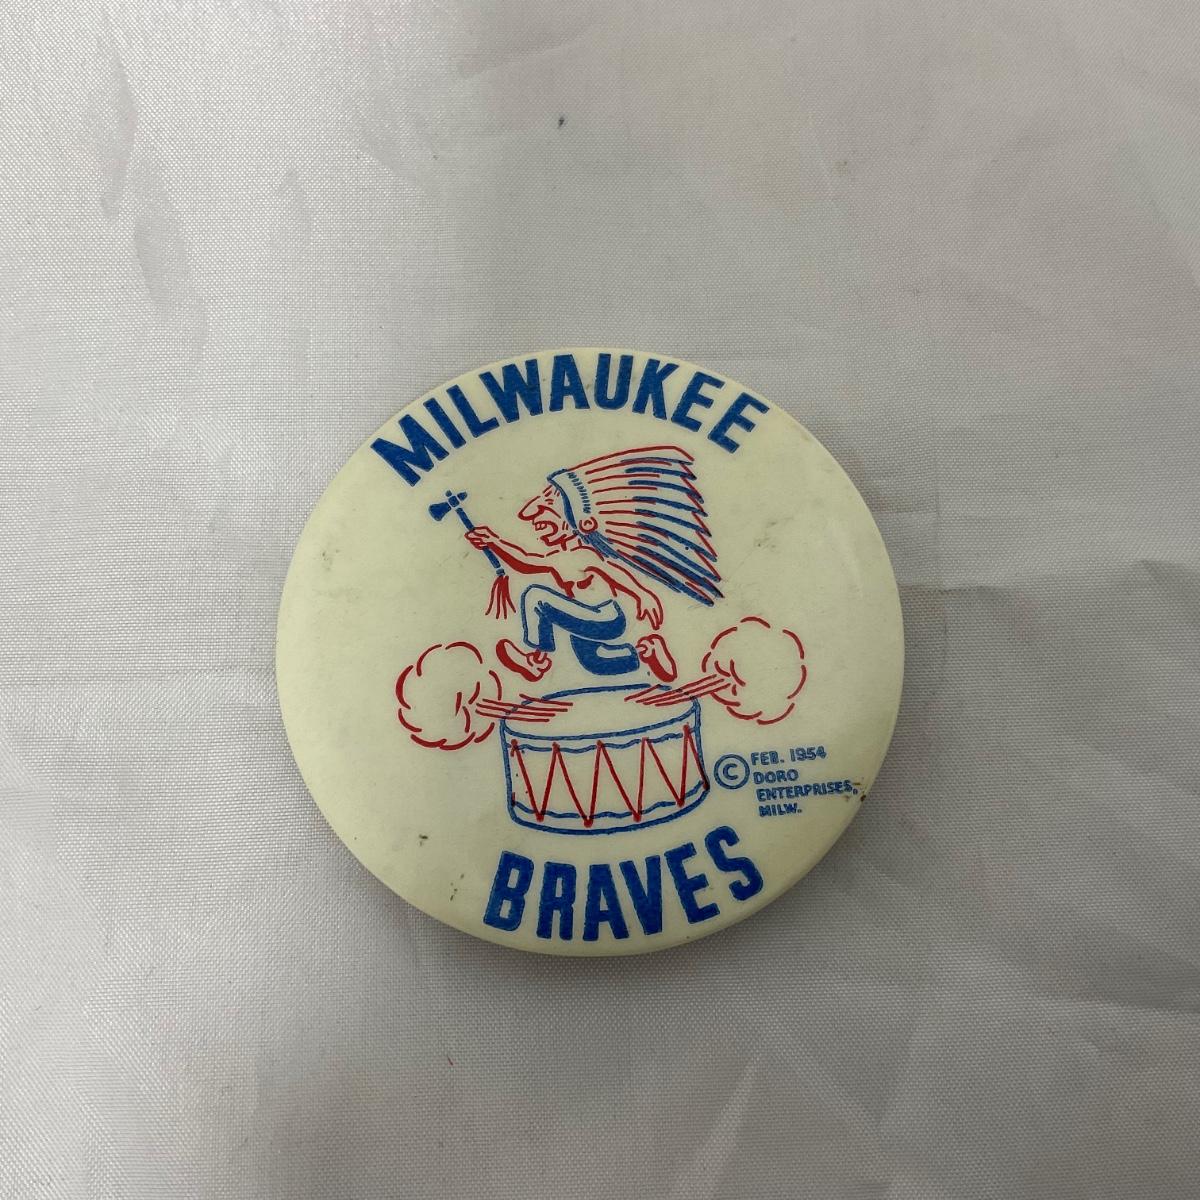 MILWAUKEE
© FEB. 1954
DORO
ENTERPRISES,
MILW.
BRAVES